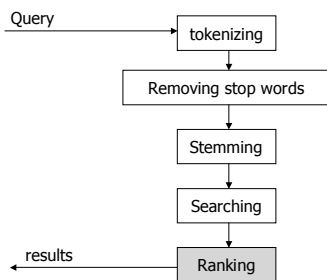 Query
tokenizing
Removing stop words
Stemming
Searching
results
Ranking